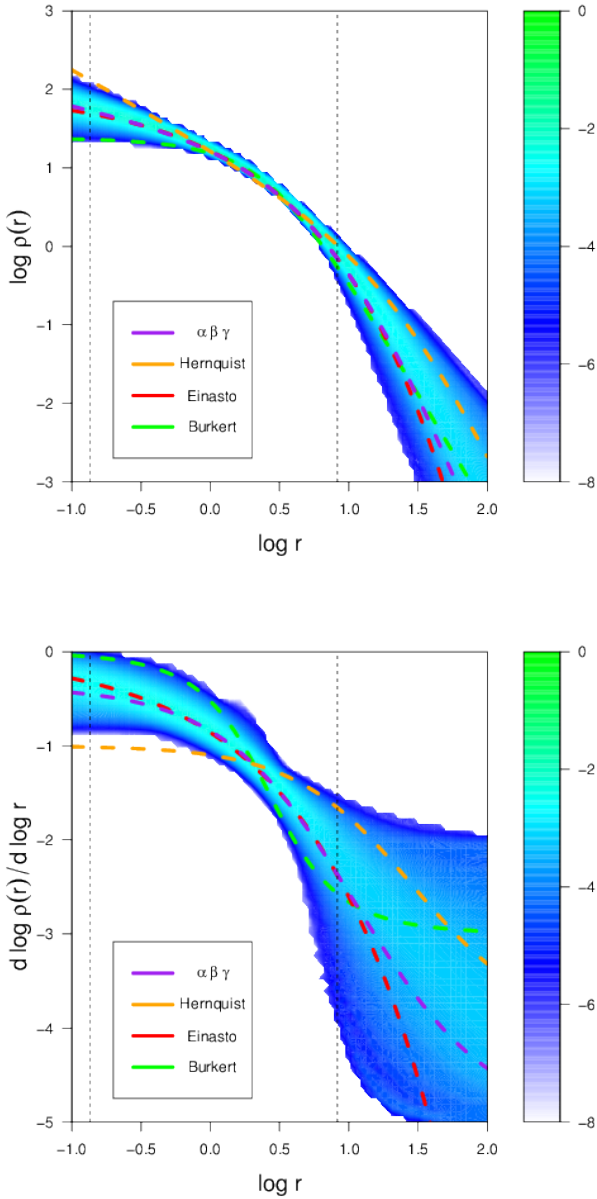 3
2
1
0
−1
−2
−3
log ρ(r)
−1.0 −0.5 0.0 0.5 1.0 1.5 2.0
log r
α β γ
Hernquist
Einasto
Burkert
0
−2
−4
−6
−8
0
−1
−2
−3
−4
−5
d log ρ(r) / d log r
−1.0 −0.5 0.0 0.5 1.0 1.5 2.0
log r
α β γ
Hernquist
Einasto
Burkert
0
−2
−4
−6
−8